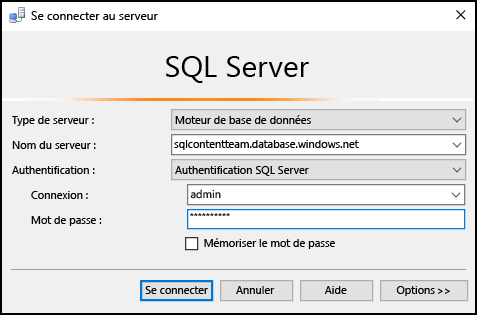 Se connecter au serveur
SQL Server
Type de serveur : Moteur de base de données
Nom du serveur : sqlcontentteam.database.windows.net
Authentification : Authentification SQL Server
Connexion : admin
Mot de passe : **********
Mémoriser le mot de passe
Se connecter Annuler Aide Options >>